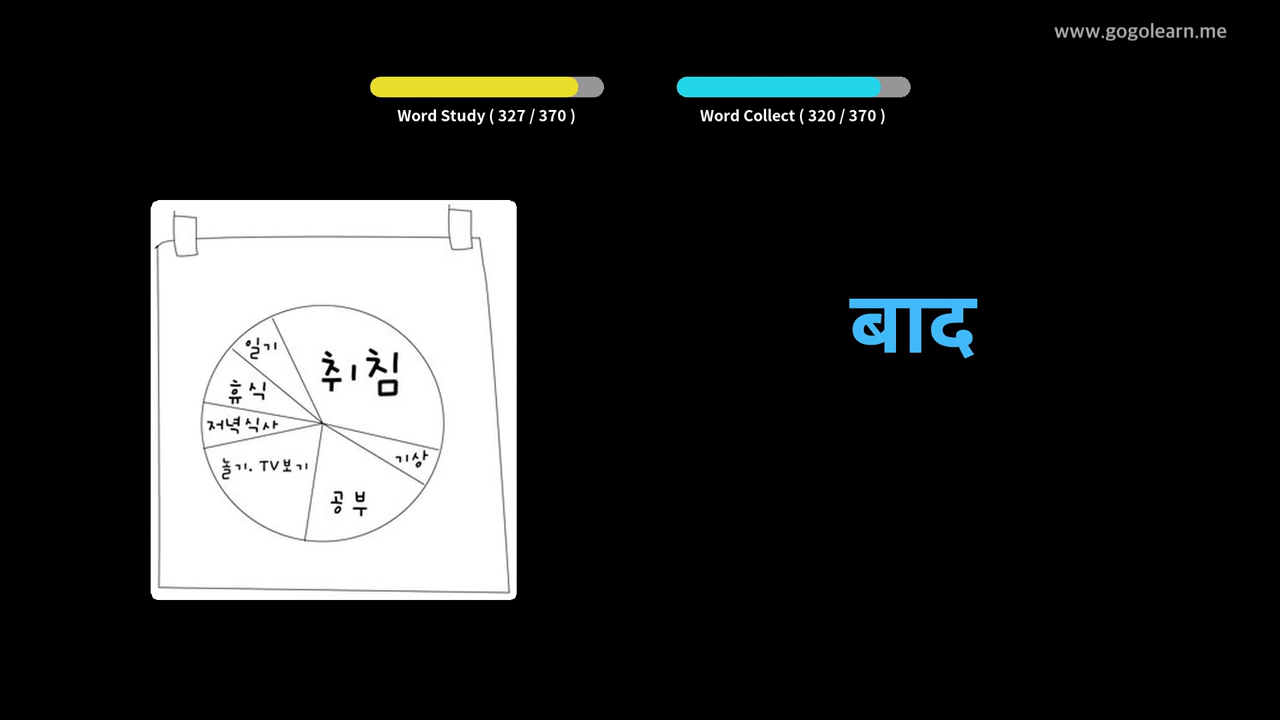 www.gogolearn.me
Word Study ( 327 / 370 )
Word Collect ( 320 / 370 )
일기
취침
휴식
저녁식사
기상
놀기. TV보기
공부
बाद